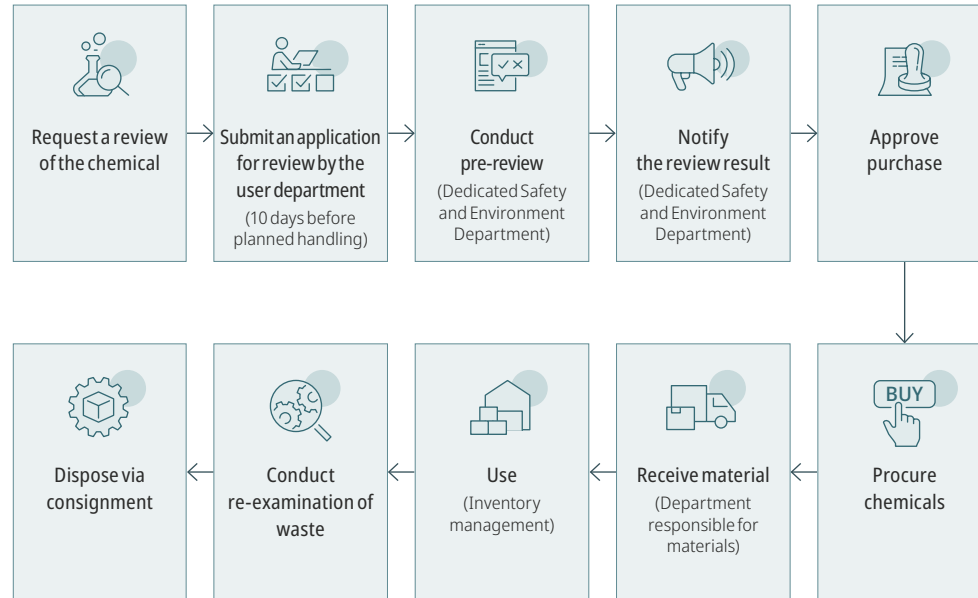 Request a review
of the chemical
Submit an application
for review by the
user department
(10 days before
planned handling)
Conduct
pre-review
(Dedicated Safety
and Environment
Department)
Notify
the review result
(Dedicated Safety
and Environment
Department)
Approve
purchase
BUY
Procure
chemicals
Receive material
(Department
responsible for
materials)
Use
(Inventory
management)
Conduct
re-examination of
waste
Dispose via
consignment